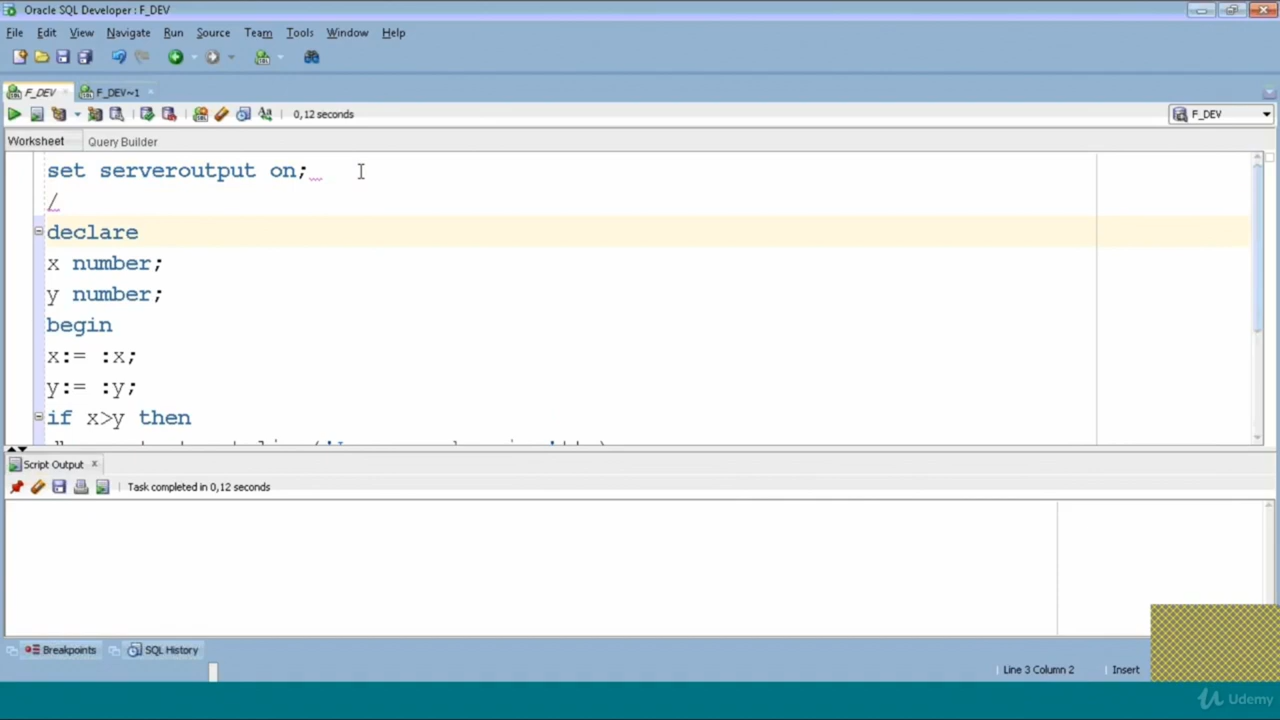 Oracle SQL Developer : F_DEV
File Edit View Navigate Run Source Team Tools Window Help
F_DEV F_DEV~1
0,12 seconds F_DEV
Worksheet Query Builder
set serveroutput on;
/
declare
x number;
y number;
begin
x:= :x;
y:= :y;
if x>y then
Script Output
Task completed in 0,12 seconds
Breakpoints SQL History
Line 3 Column 2 Insert
Udemy